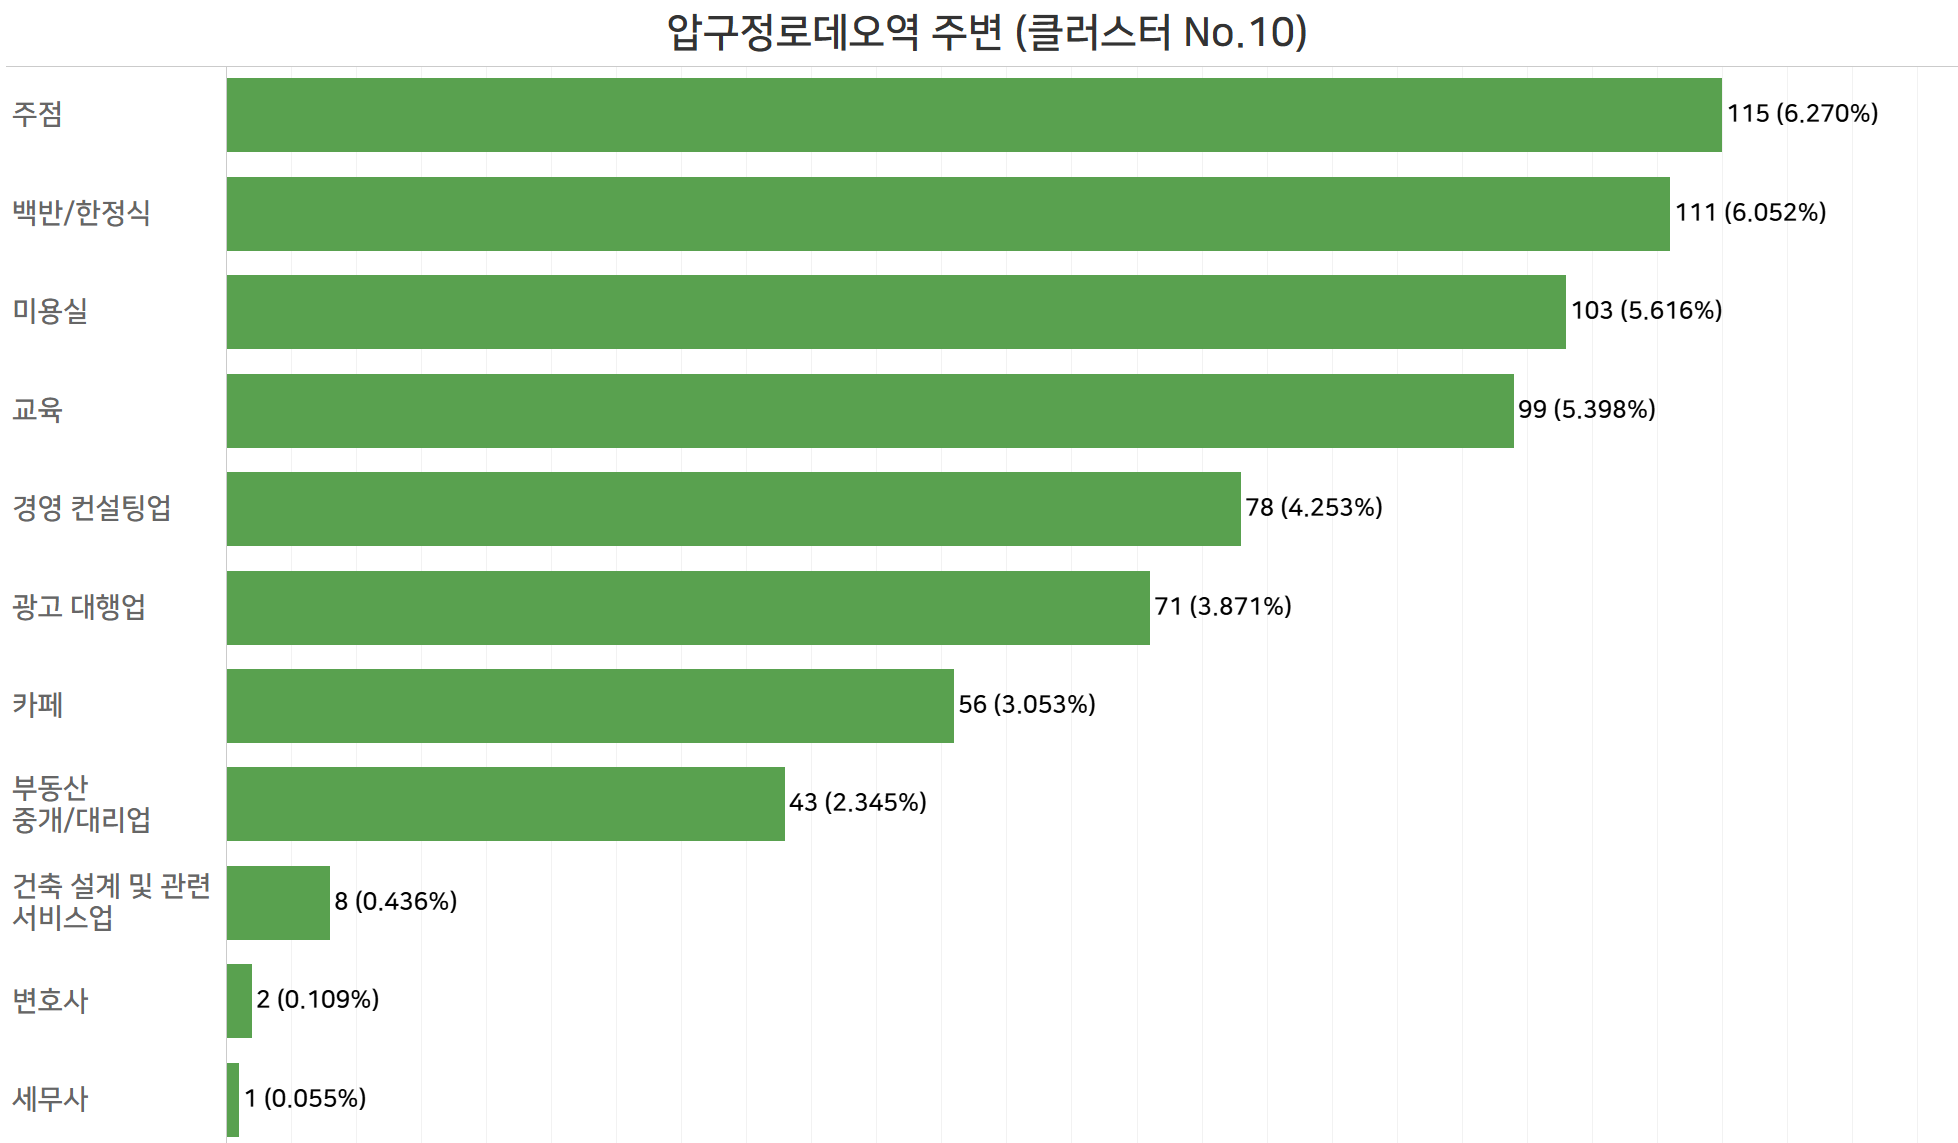 압구정로데오역 주변 (클러스터 No.10)
주점
115 (6.270%)
백반/한정식
111 (6.052%)
미용실
103 (5.616%)
교육
99 (5.398%)
경영 컨설팅업
78 (4.253%)
광고 대행업
71 (3.871%)
카페
56 (3.053%)
부동산
중개/대리업
43 (2.345%)
건축 설계 및 관련
서비스업
8 (0.436%)
변호사
2 (0.109%)
세무사
1 (0.055%)